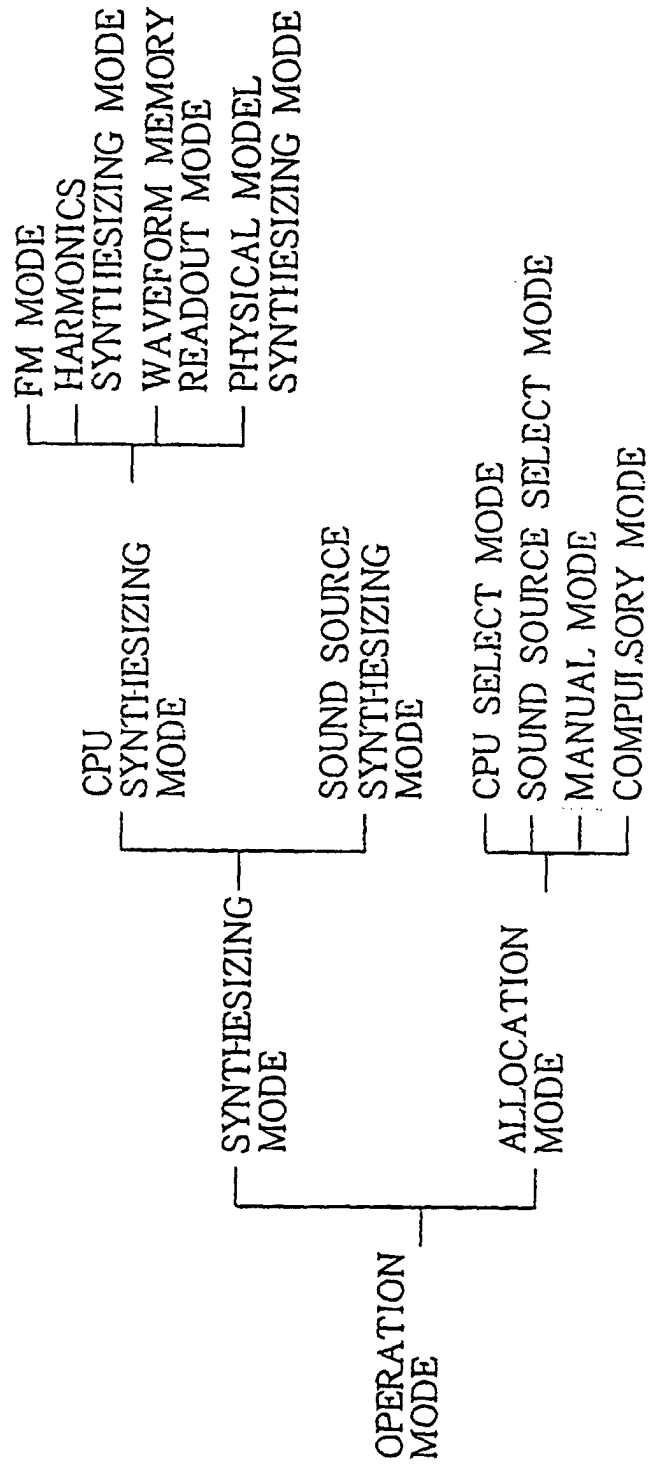 OPERATION
MODE
SYNTHESIZING
MODE
CPU
SYNTHESIZING
MODE
FM MODE
HARMONICS
SYNTHESIZING MODE
WAVEFORM MEMORY
READOUT MODE
PHYSICAL MODEL
SYNTHESIZING MODE
SOUND SOURCE
SYNTHESIZING
MODE
ALLOCATION
MODE
CPU SELECT MODE
SOUND SOURCE SELECT MODE
MANUAL MODE
COMPULSORY MODE